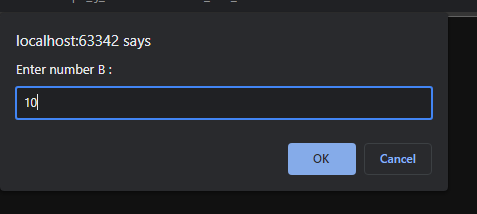 localhost:63342 says
Enter number B :
10
OK Cancel